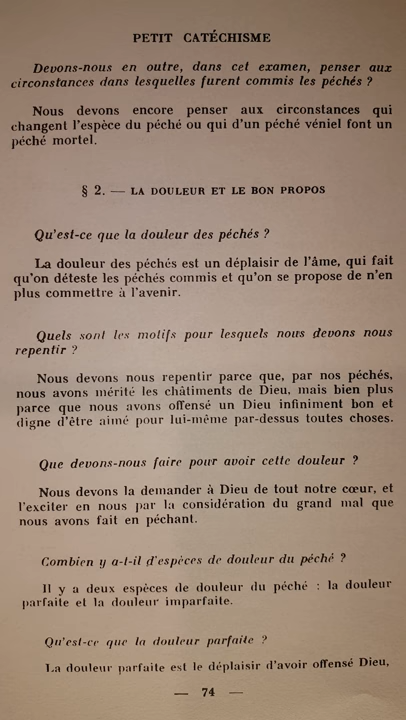 PETIT CATÉCHISME
Devons-nous en outre, dans cet examen, penser aux
circonstances dans lesquelles furent commis les péchés ?
Nous devons encore penser aux circonstances qui
changent l'espèce du péché ou qui d'un péché véniel font un
péché mortel.
§ 2. — LA DOULEUR ET LE BON PROPOS
Qu'est-ce que la douleur des péchés ?
La douleur des péchés est un déplaisir de l'âme, qui fait
qu'on déteste les péchés commis et qu'on se propose de n'en
plus commettre à l'avenir.
Quels sont les motifs pour lesquels nous devons nous
repentir ?
Nous devons nous repentir parce que, par nos péchés,
nous avons mérité les châtiments de Dieu, mais bien plus
parce que nous avons offensé un Dieu infiniment bon et
digne d'être aimé pour lui-même par-dessus toutes choses.
Que devons-nous faire pour avoir cette douleur ?
Nous devons la demander à Dieu de tout notre cœur, et
l'exciter en nous par la considération du grand mal que
nous avons fait en péchant.
Combien y a-t-il d'espèces de douleur du péché ?
Il y a deux espèces de douleur du péché : la douleur
parfaite et la douleur imparfaite.
Qu'est-ce que la douleur parfaite ?
La douleur parfaite est le déplaisir d'avoir offensé Dieu,
— 74 —